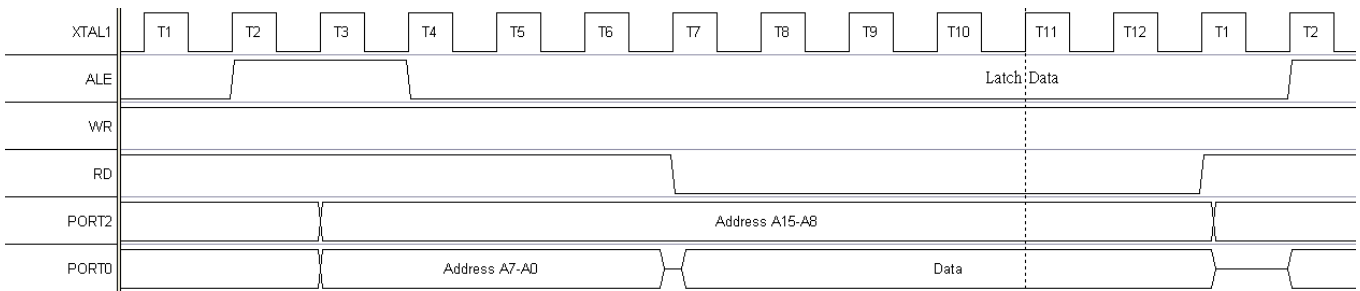 XTAL1 T1 T2 T3 T4 T5 T6 T7 T8 T9 T10 T11 T12 T1 T2
ALE Latch Data
WR
RD
PORT2 Address A15-A8
PORT0 Address A7-A0 Data